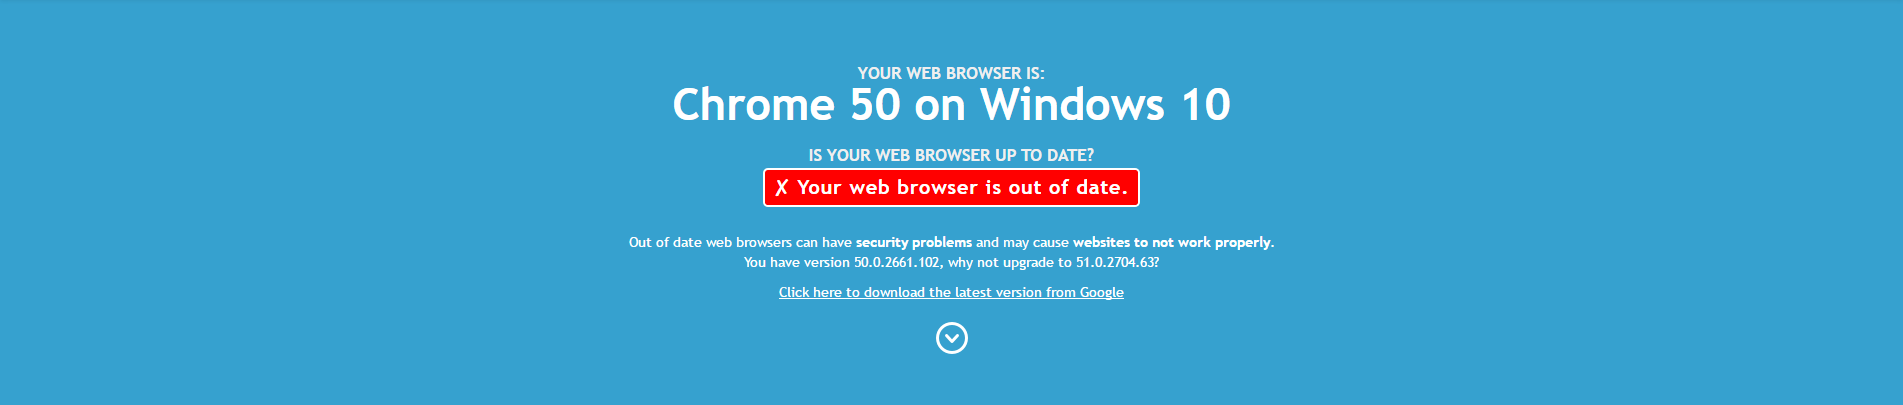 YOUR WEB BROWSER IS:
Chrome 50 on Windows 10
IS YOUR WEB BROWSER UP TO DATE?
✗ Your web browser is out of date.
Out of date web browsers can have security problems and may cause websites to not work properly.
You have version 50.0.2661.102, why not upgrade to 51.0.2704.63?
Click here to download the latest version from Google